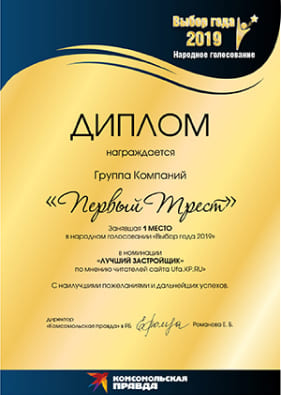 Выбор года
2019
Народное голосование
ДИПЛОМ
награждается
Группа Компаний
«Первый Трест»
Занявшая 1 МЕСТО
в народном голосовании «Выбор года 2019»
в номинации
«ЛУЧШИЙ ЗАСТРОЙЩИК»
по мнению читстелей сайта Ufa.KP.RU»
С наилучшими пожеланиями и дальнейших успехов.
директор
«Комсомольская правда» в РБ
Романова Е. Б.
КОМСОМОЛЬСКАЯ
ПРАВДА